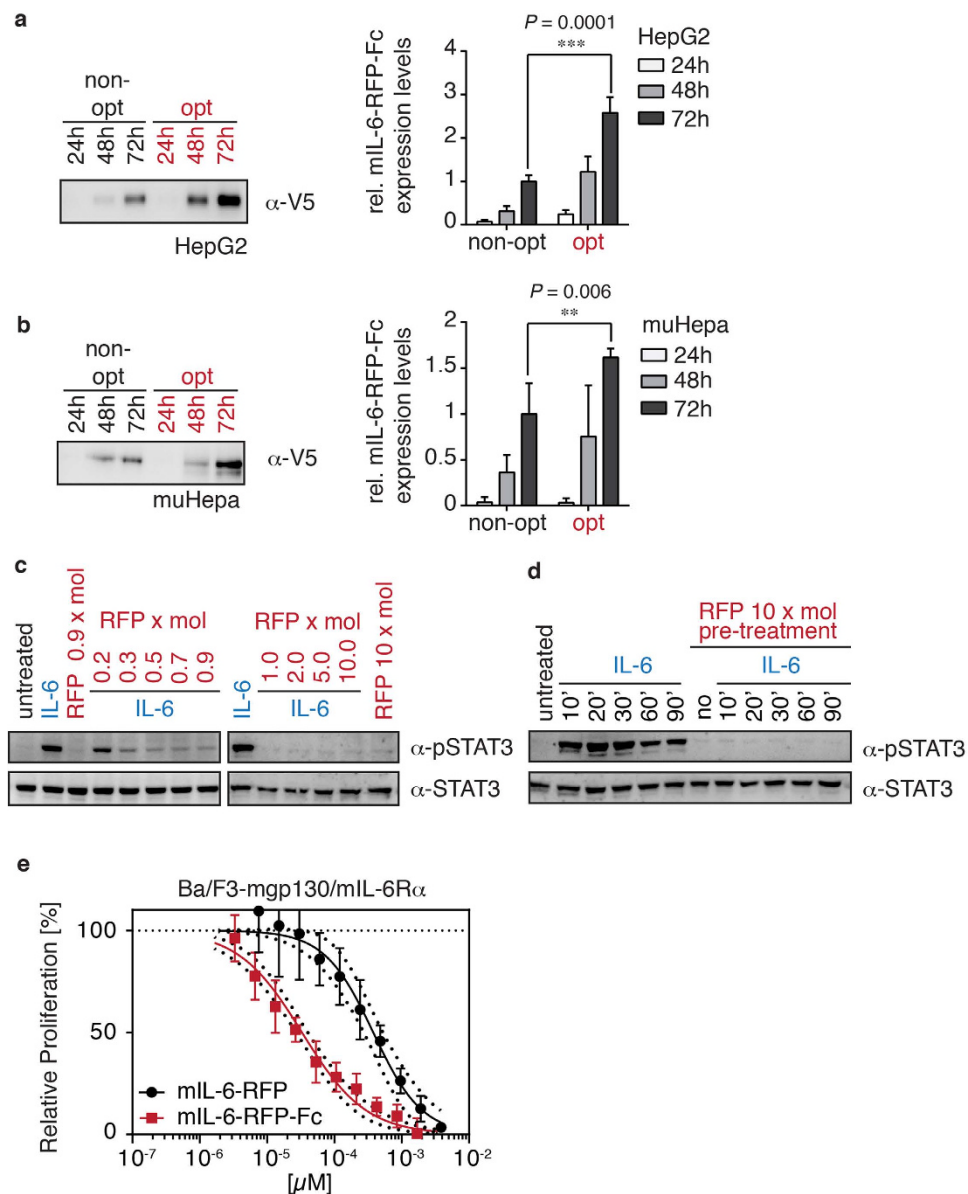 a
non-
opt
opt
24h
48h
72h
24h
48h
72h
α-V5
HepG2
rel. mIL-6-RFP-Fc
expression levels
4
3
2
1
0
non-opt
opt
P = 0.0001
***
HepG2
24h
48h
72h
b
non-
opt
opt
24h
48h
72h
24h
48h
72h
α-V5
muHepa
rel. mIL-6-RFP-Fc
expression levels
2
1.5
1
0.5
0
non-opt
opt
P = 0.006
**
muHepa
24h
48h
72h
c
untreated
IL-6
RFP 0.9 x mol
RFP x mol
0.2
0.3
0.5
0.7
0.9
IL-6
IL-6
RFP x mol
1.0
2.0
5.0
10.0
IL-6
RFP 10 x mol
α-pSTAT3
α-STAT3
d
RFP 10 x mol
pre-treatment
untreated
IL-6
10'
20'
30'
60'
90'
no
IL-6
10'
20'
30'
60'
90'
α-pSTAT3
α-STAT3
e
Ba/F3-mgp130/mIL-6Rα
Relative Proliferation [%]
100
50
0
mIL-6-RFP
mIL-6-RFP-Fc
10-7
10-6
10-5
10-4
10-3
10-2
[µM]